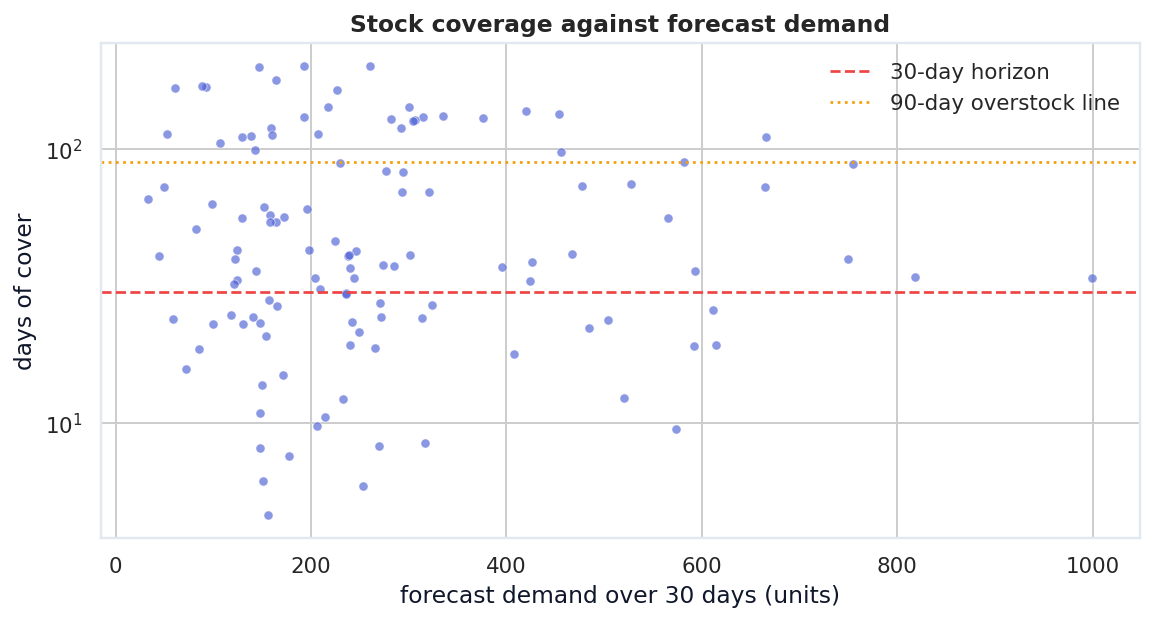 Stock coverage against forecast demand
30-day horizon
90-day overstock line
days of cover
10²
10¹
0 200 400 600 800 1000
forecast demand over 30 days (units)